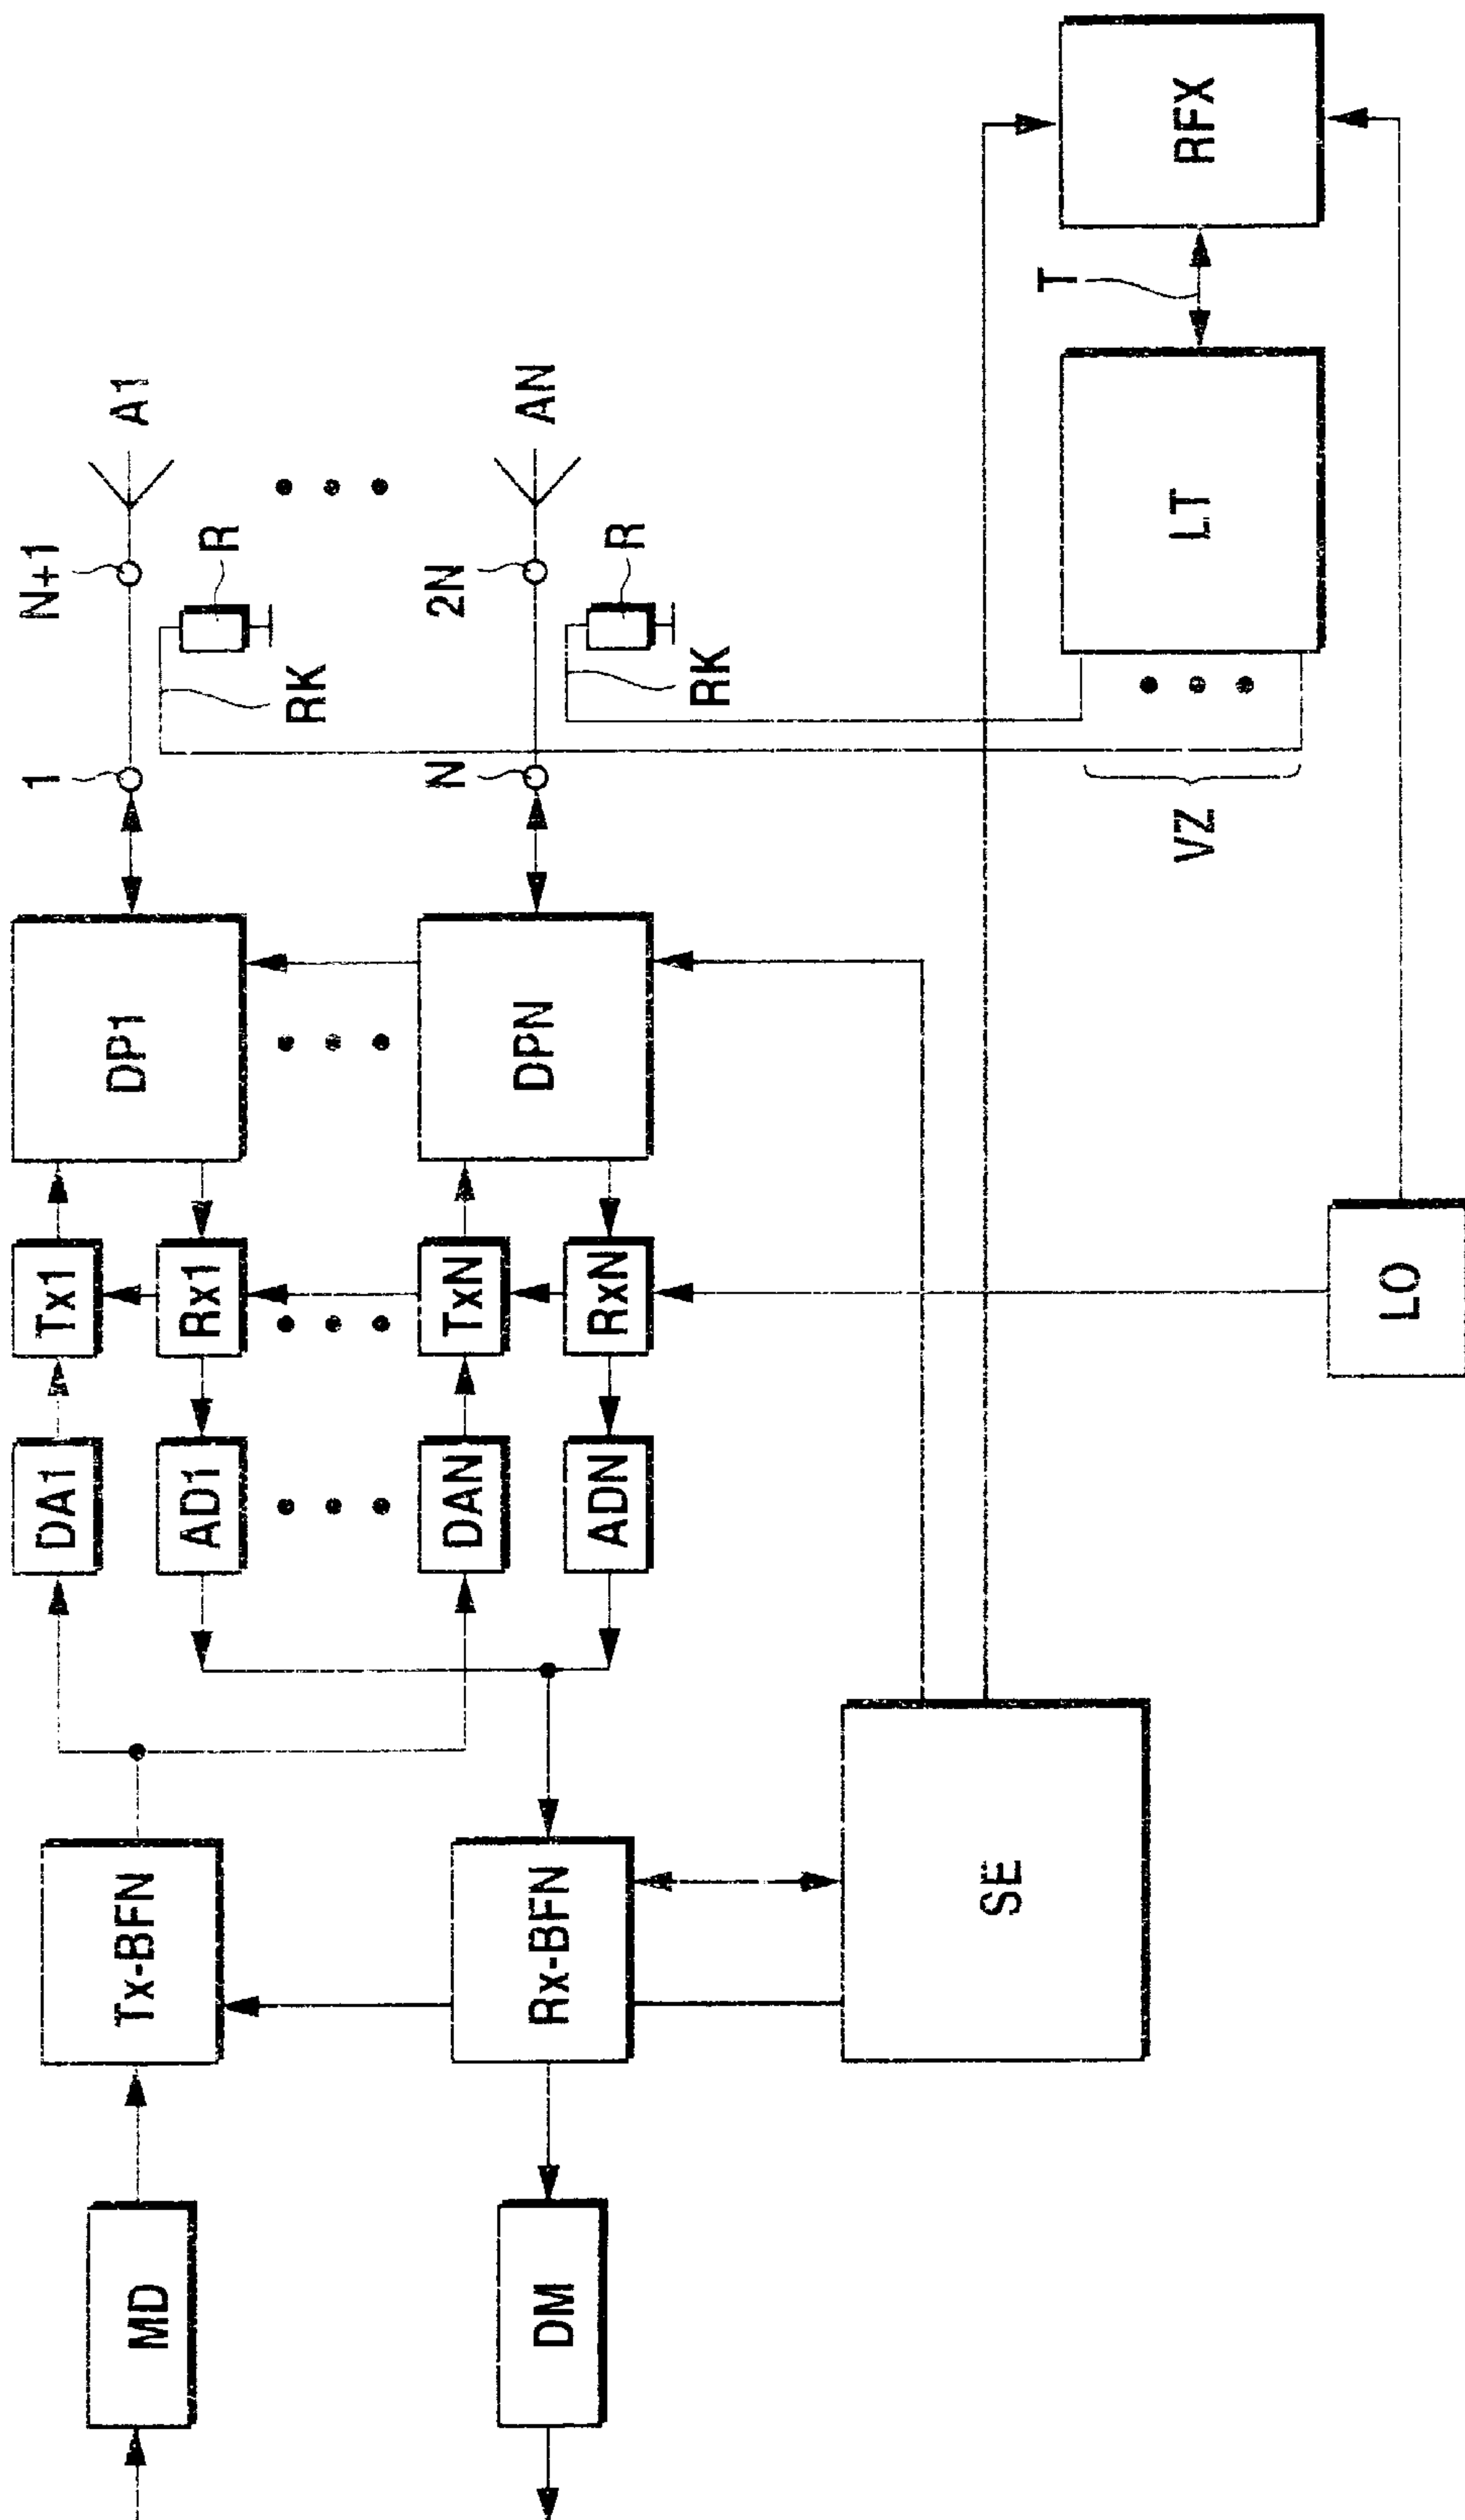 MD
Tx-BFN
DA1
Tx1
DP1
1
N+1
A1
AD1
Rx1
RK
R
DM
Rx-BFN
DAN
TxN
DPN
N
2N
AN
ADN
RxN
RK
R
SE
T
VZ
LT
RFX
LO